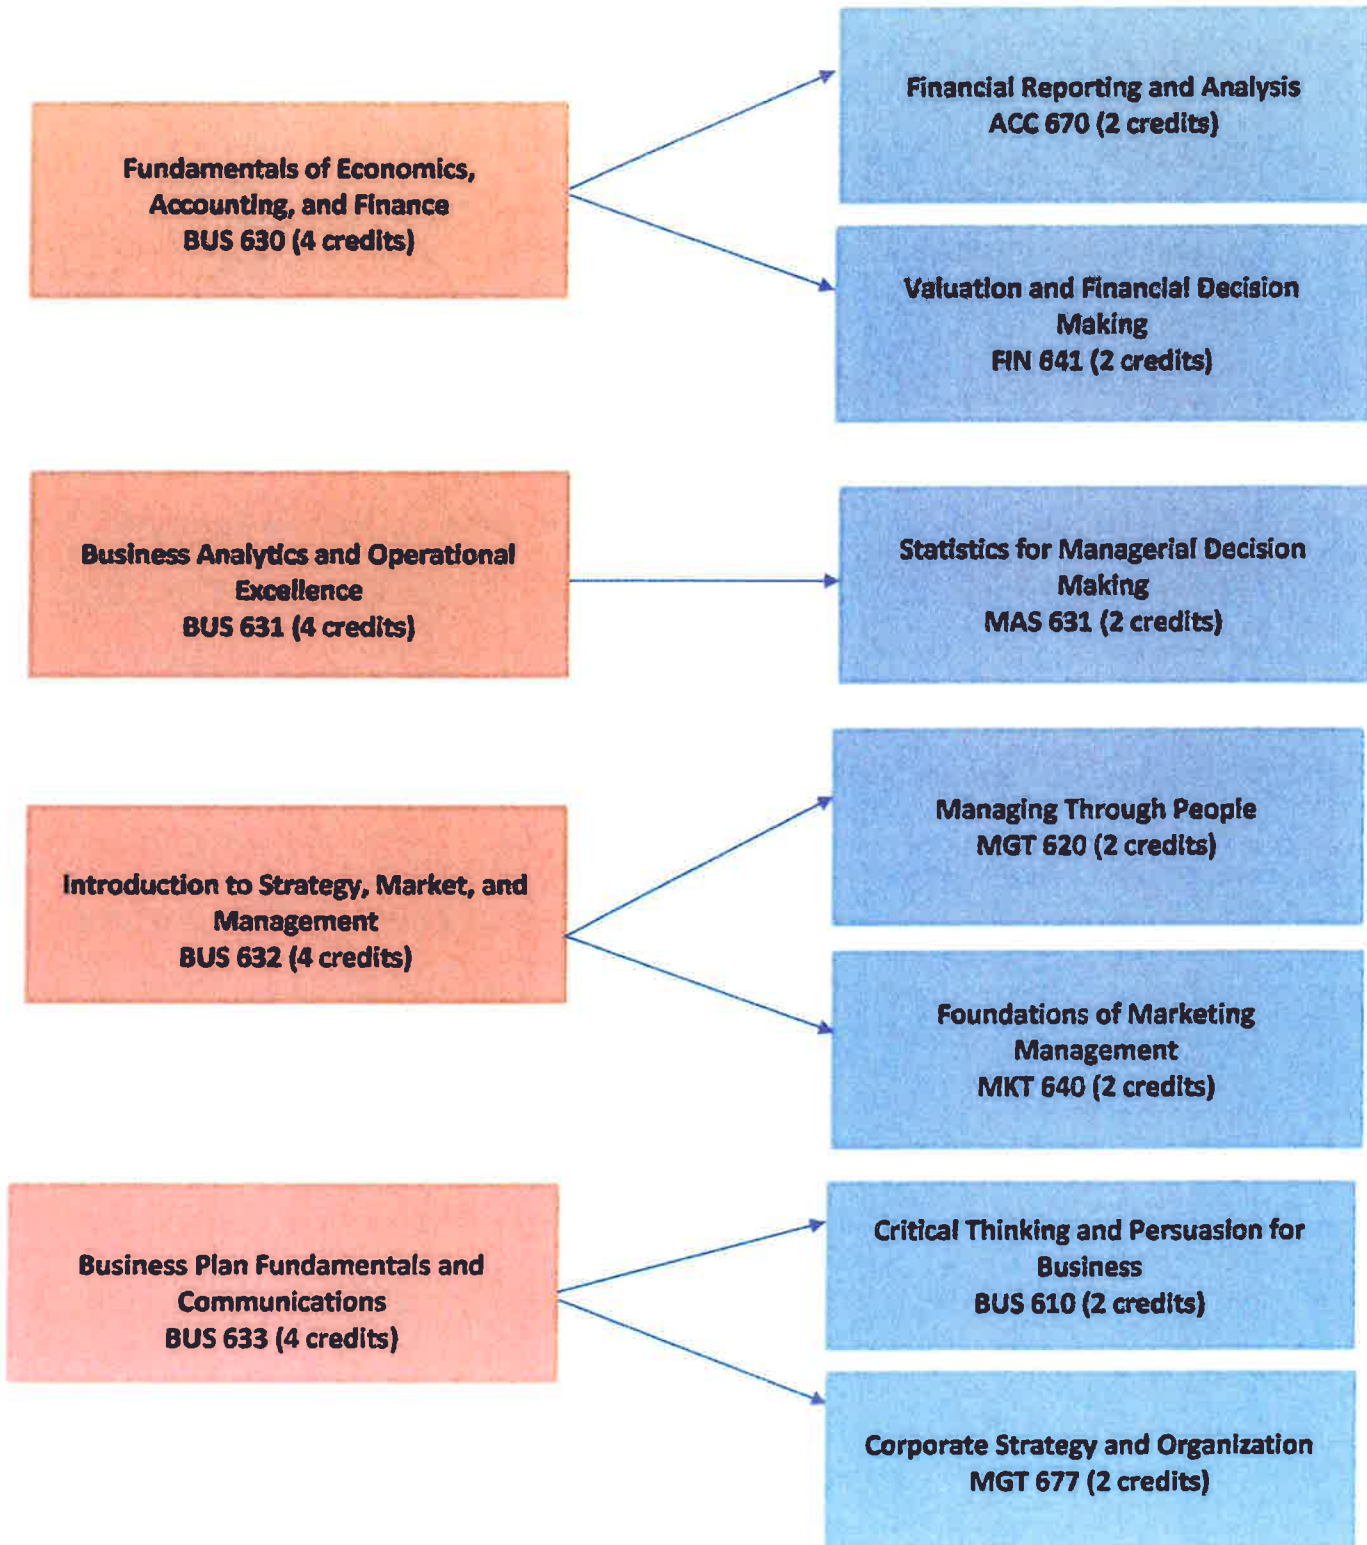 Fundamentals of Economics,
Accounting, and Finance
BUS 630 (4 credits)
Financial Reporting and Analysis
ACC 670 (2 credits)
Valuation and Financial Decision
Making
FIN 641 (2 credits)
Business Analytics and Operational
Excellence
BUS 631 (4 credits)
Statistics for Managerial Decision
Making
MAS 631 (2 credits)
Introduction to Strategy, Market, and
Management
BUS 632 (4 credits)
Managing Through People
MGT 620 (2 credits)
Foundations of Marketing
Management
MKT 640 (2 credits)
Business Plan Fundamentals and
Communications
BUS 633 (4 credits)
Critical Thinking and Persuasion for
Business
BUS 610 (2 credits)
Corporate Strategy and Organization
MGT 677 (2 credits)